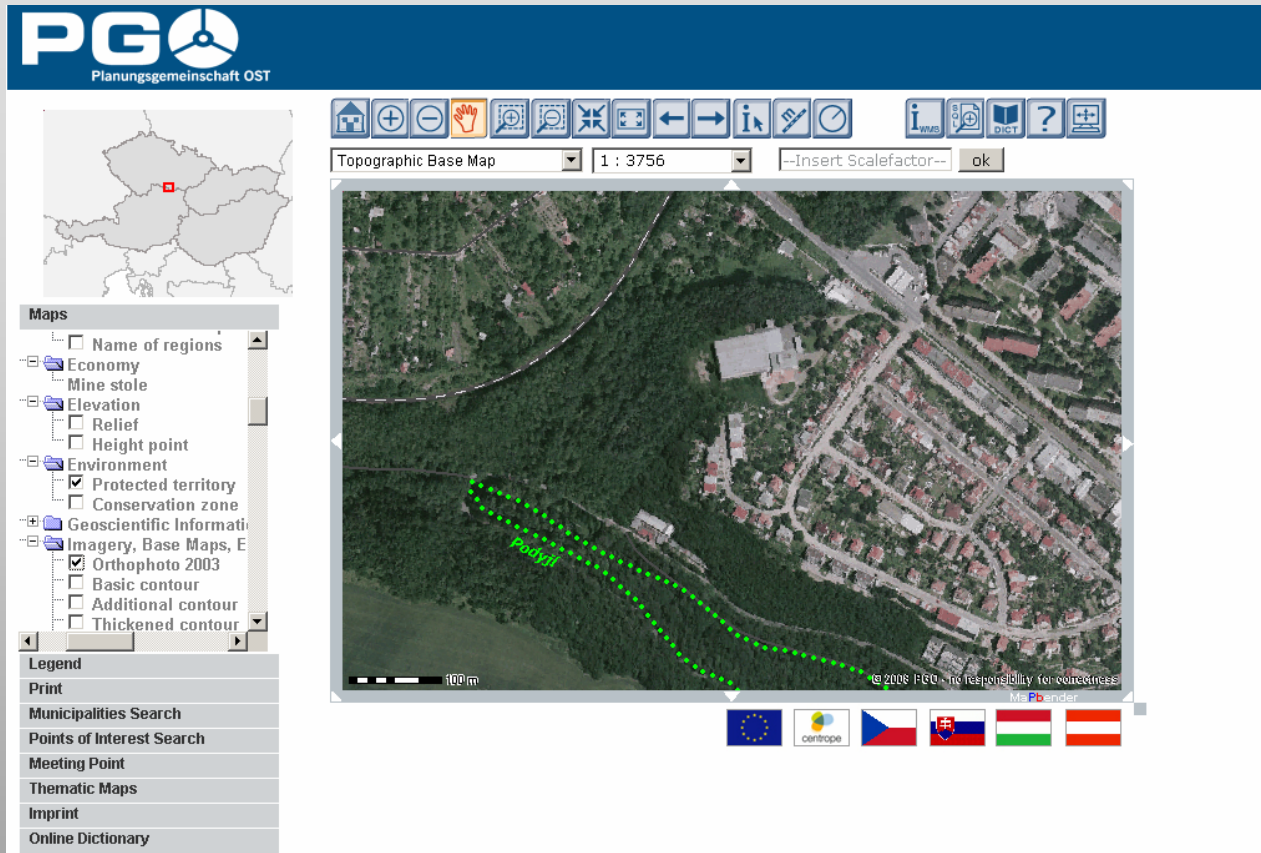 PGO
Planungsgemeinschaft OST
i WMS
SQL
DICT
?
Topographic Base Map
1 : 3756
--Insert Scalefactor--
ok
Maps
Name of regions
Economy
Mine stole
Elevation
Relief
Height point
Environment
Protected territory
Conservation zone
Geoscientific Informati
Imagery, Base Maps, E
Orthophoto 2003
Basic contour
Additional contour
Thickened contour
Legend
Print
Municipalities Search
Points of Interest Search
Meeting Point
Thematic Maps
Imprint
Online Dictionary
Podyjí
100 m
© 2008 PGO - no responsibility for correctness
MaPbender
centrope